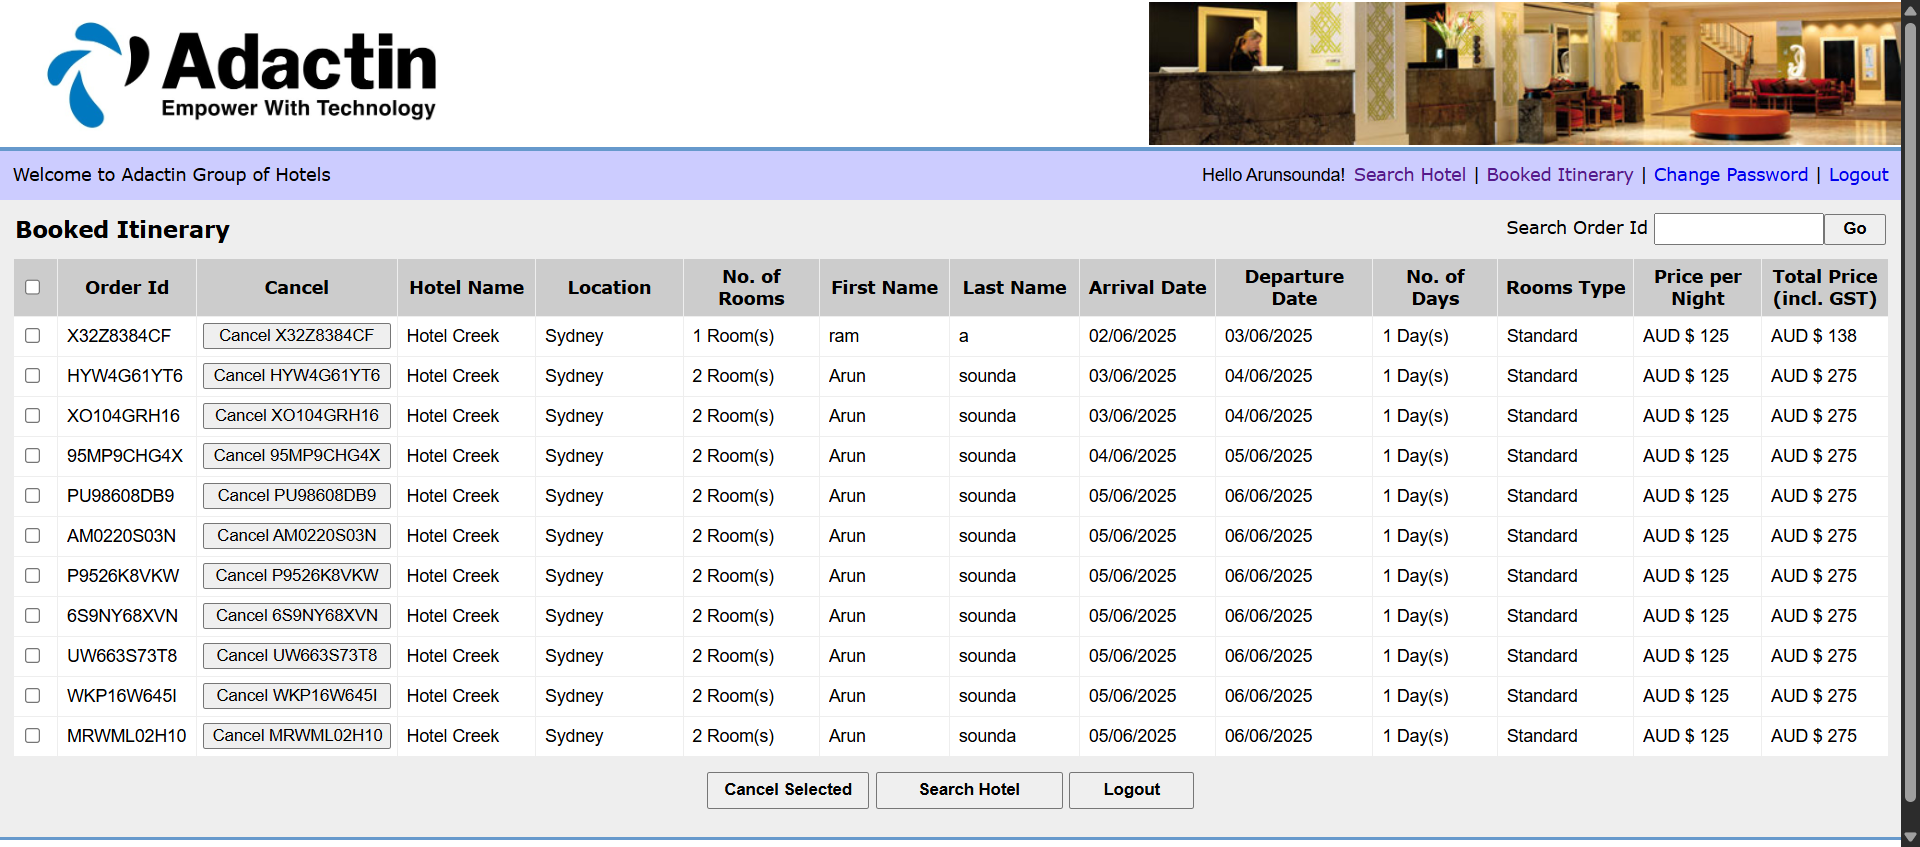 Adactin
Empower With Technology
Welcome to Adactin Group of Hotels
Hello Arunsounda! Search Hotel | Booked Itinerary | Change Password | Logout
Booked Itinerary
Search Order Id Go
Order Id Cancel Hotel Name Location No. of Rooms First Name Last Name Arrival Date Departure Date No. of Days Rooms Type Price per Night Total Price (incl. GST)
X32Z8384CF Cancel X32Z8384CF Hotel Creek Sydney 1 Room(s) ram a 02/06/2025 03/06/2025 1 Day(s) Standard AUD $ 125 AUD $ 138
HYW4G61YT6 Cancel HYW4G61YT6 Hotel Creek Sydney 2 Room(s) Arun sounda 03/06/2025 04/06/2025 1 Day(s) Standard AUD $ 125 AUD $ 275
XO104GRH16 Cancel XO104GRH16 Hotel Creek Sydney 2 Room(s) Arun sounda 03/06/2025 04/06/2025 1 Day(s) Standard AUD $ 125 AUD $ 275
95MP9CHG4X Cancel 95MP9CHG4X Hotel Creek Sydney 2 Room(s) Arun sounda 04/06/2025 05/06/2025 1 Day(s) Standard AUD $ 125 AUD $ 275
PU98608DB9 Cancel PU98608DB9 Hotel Creek Sydney 2 Room(s) Arun sounda 05/06/2025 06/06/2025 1 Day(s) Standard AUD $ 125 AUD $ 275
AM0220S03N Cancel AM0220S03N Hotel Creek Sydney 2 Room(s) Arun sounda 05/06/2025 06/06/2025 1 Day(s) Standard AUD $ 125 AUD $ 275
P9526K8VKW Cancel P9526K8VKW Hotel Creek Sydney 2 Room(s) Arun sounda 05/06/2025 06/06/2025 1 Day(s) Standard AUD $ 125 AUD $ 275
6S9NY68XVN Cancel 6S9NY68XVN Hotel Creek Sydney 2 Room(s) Arun sounda 05/06/2025 06/06/2025 1 Day(s) Standard AUD $ 125 AUD $ 275
UW663S73T8 Cancel UW663S73T8 Hotel Creek Sydney 2 Room(s) Arun sounda 05/06/2025 06/06/2025 1 Day(s) Standard AUD $ 125 AUD $ 275
WKP16W645I Cancel WKP16W645I Hotel Creek Sydney 2 Room(s) Arun sounda 05/06/2025 06/06/2025 1 Day(s) Standard AUD $ 125 AUD $ 275
MRWML02H10 Cancel MRWML02H10 Hotel Creek Sydney 2 Room(s) Arun sounda 05/06/2025 06/06/2025 1 Day(s) Standard AUD $ 125 AUD $ 275
Cancel Selected Search Hotel Logout